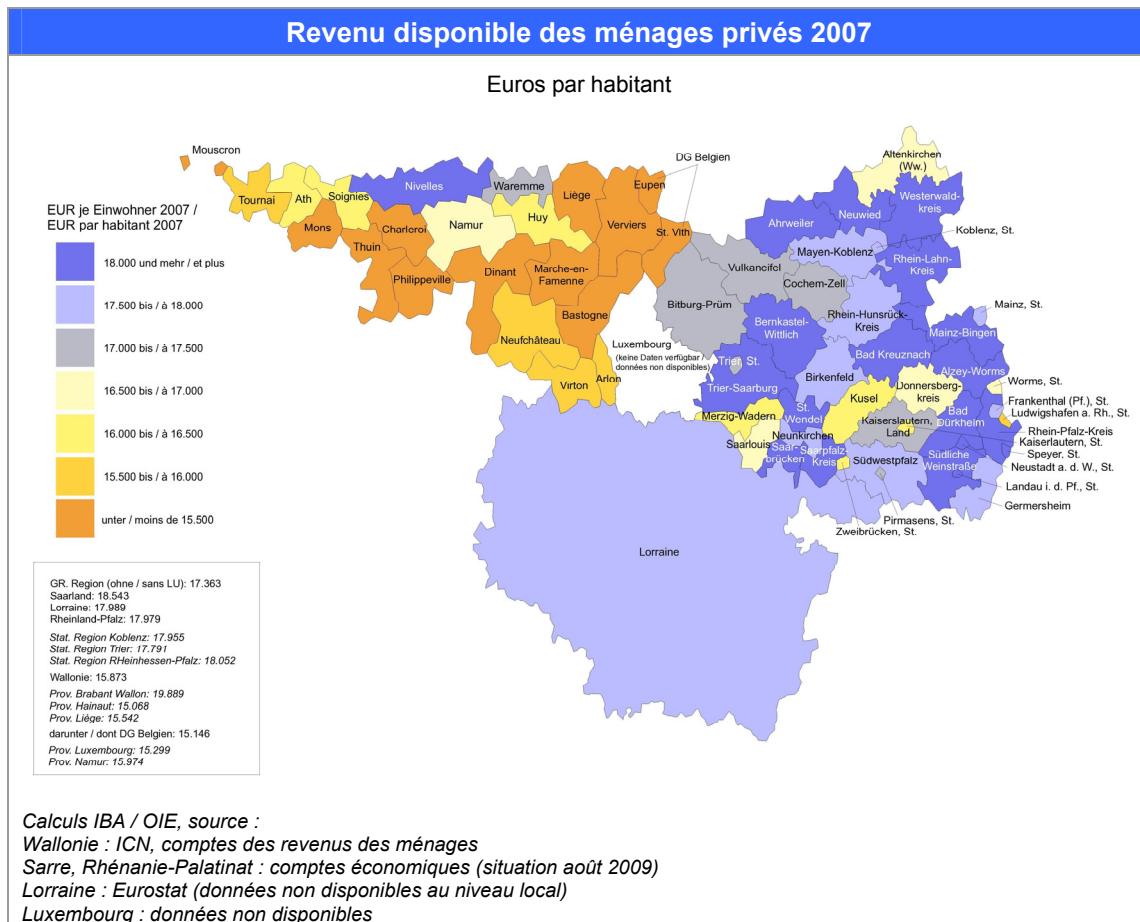 Revenu disponible des ménages privés 2007
Euros par habitant
Mouscron
DG Belgien
Altenkirchen
(Ww.)
Tournai
Ath
Soignies
Nivelles
Waremme
Liège
Eupen
Mons
Charleroi
Namur
Huy
Verviers
St. Vith
Thuin
Philippeville
Dinant
Marche-en-
Famenne
Bastogne
Neufchâteau
Virton
Arlon
Luxembourg
(keine Daten verfügbar /
données non disponibles)
Ahrweiler
Neuwied
Westerwald-
kreis
Koblenz, St.
Mayen-Koblenz
Rhein-Lahn-
Kreis
Vulkaneifel
Cochem-Zell
Bitburg-Prüm
Rhein-Hunsrück-
Kreis
Mainz, St.
Bernkastel-
Wittlich
Mainz-Bingen
Bad Kreuznach
Trier, St.
Trier-Saarburg
Birkenfeld
Alzey-Worms
Worms, St.
Donnersberg-
kreis
Kusel
Frankenthal (Pf.), St.
Ludwigshafen a. Rh., St.
Merzig-Wadern
St.
Wendel
Kaiserslautern,
Land
Bad
Dürkheim
Rhein-Pfalz-Kreis
Kaiserlautern, St.
Saarlouis
Neunkirchen
Saar-
brücken
Saarpfalz-
Kreis
Südwestpfalz
Südliche
Weinstraße
Speyer. St
Neustadt a. d. W., St.
Landau i. d. Pf., St.
Germersheim
Pirmasens, St.
Zweibrücken, St.
Lorraine
EUR je Einwohner 2007 /
EUR par habitant 2007
18.000 und mehr / et plus
17.500 bis / à 18.000
17.000 bis / à 17.500
16.500 bis / à 17.000
16.000 bis / à 16.500
15.500 bis / à 16.000
unter / moins de 15.500
GR. Region (ohne / sans LU): 17.363
Saarland: 18.543
Lorraine: 17.989
Rheinland-Pfalz: 17.979
Stat. Region Koblenz: 17.955
Stat. Region Trier: 17.791
Stat. Region RHeinhessen-Pfalz: 18.052
Wallonie: 15.873
Prov. Brabant Wallon: 19.889
Prov. Hainaut: 15.068
Prov. Liège: 15.542
darunter / dont DG Belgien: 15.146
Prov. Luxembourg: 15.299
Prov. Namur: 15.974
Calculs IBA / OIE, source :
Wallonie : ICN, comptes des revenus des ménages
Sarre, Rhénanie-Palatinat : comptes économiques (situation août 2009)
Lorraine : Eurostat (données non disponibles au niveau local)
Luxembourg : données non disponibles